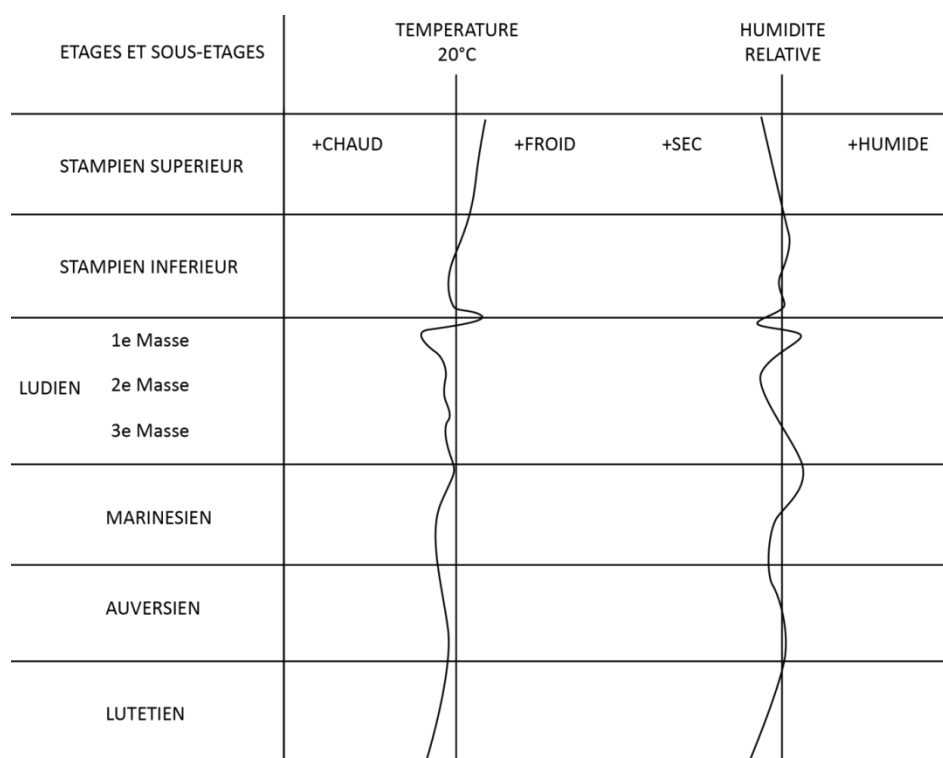 ETAGES ET SOUS-ETAGES
TEMPERATURE
20°C
HUMIDITE
RELATIVE
+CHAUD
+FROID
+SEC
+HUMIDE
STAMPIEN SUPERIEUR
STAMPIEN INFERIEUR
LUDIEN
1e Masse
2e Masse
3e Masse
MARINESIEN
AUVERSIEN
LUTETIEN